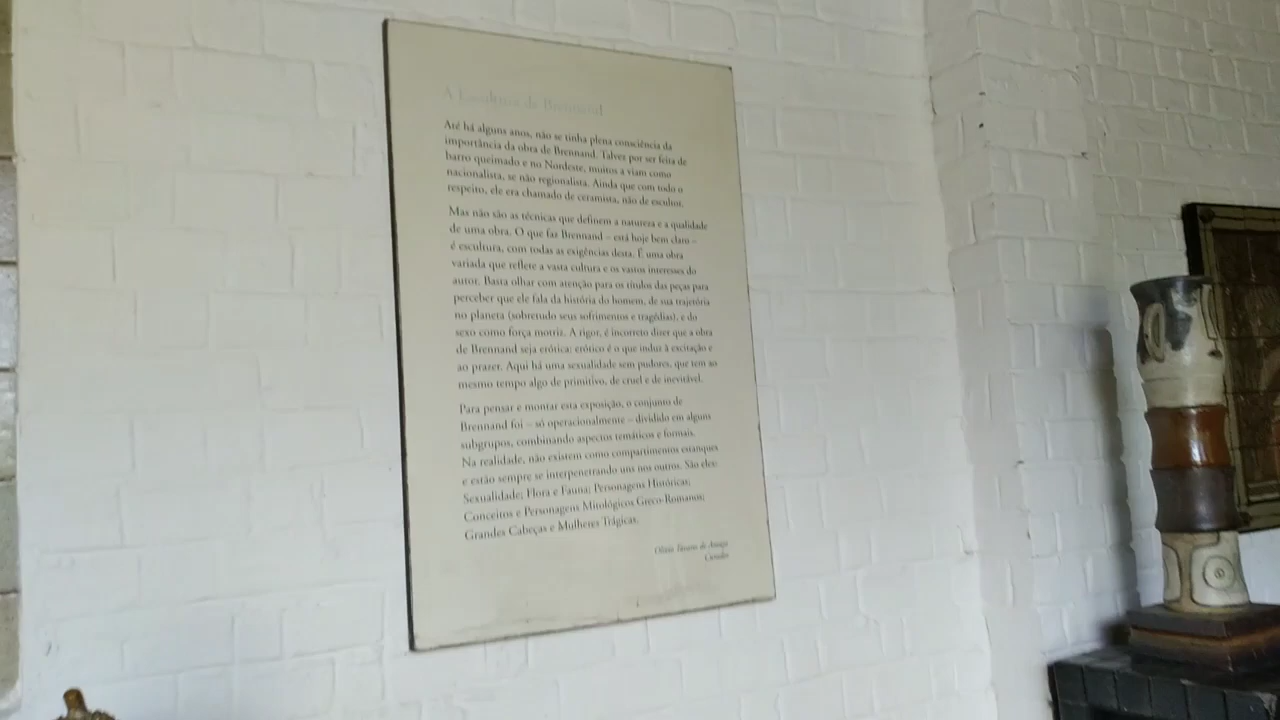 A Escultura de Brennand
Até há alguns anos, não se tinha plena consciência da
importância da obra de Brennand. Talvez por ser feita de
barro queimado e no Nordeste, muitos a viam como
nacionalista, se não regionalista. Ainda que com todo o
respeito, ele era chamado de ceramista, não de escultor.
Mas não são as técnicas que definem a natureza e a qualidade
de uma obra. O que faz Brennand – está hoje bem claro –
é escultura, com todas as exigências desta. É uma obra
variada que reflete a vasta cultura e os vastos interesses do
autor. Basta olhar com atenção para os títulos das peças para
perceber que ele fala da história do homem, de sua trajetória
no planeta (sobretudo seus sofrimentos e tragédias), e do
sexo como força motriz. A rigor, é incorreto dizer que a obra
de Brennand seja erótica: erótico é o que induz à excitação e
ao prazer. Aqui há uma sexualidade sem pudores, que tem ao
mesmo tempo algo de primitivo, de cruel e de inevitável.
Para pensar e montar esta exposição, o conjunto de
Brennand foi – só operacionalmente – dividido em alguns
subgrupos, combinando aspectos temáticos e formais.
Na realidade, não existem como compartimentos estanques
e estão sempre se interpenetrando uns nos outros. São eles:
Sexualidade; Flora e Fauna; Personagens Históricas;
Conceitos e Personagens Mitológicos Greco-Romanos;
Grandes Cabeças e Mulheres Trágicas.
Olívio Tavares de Araújo
Curador